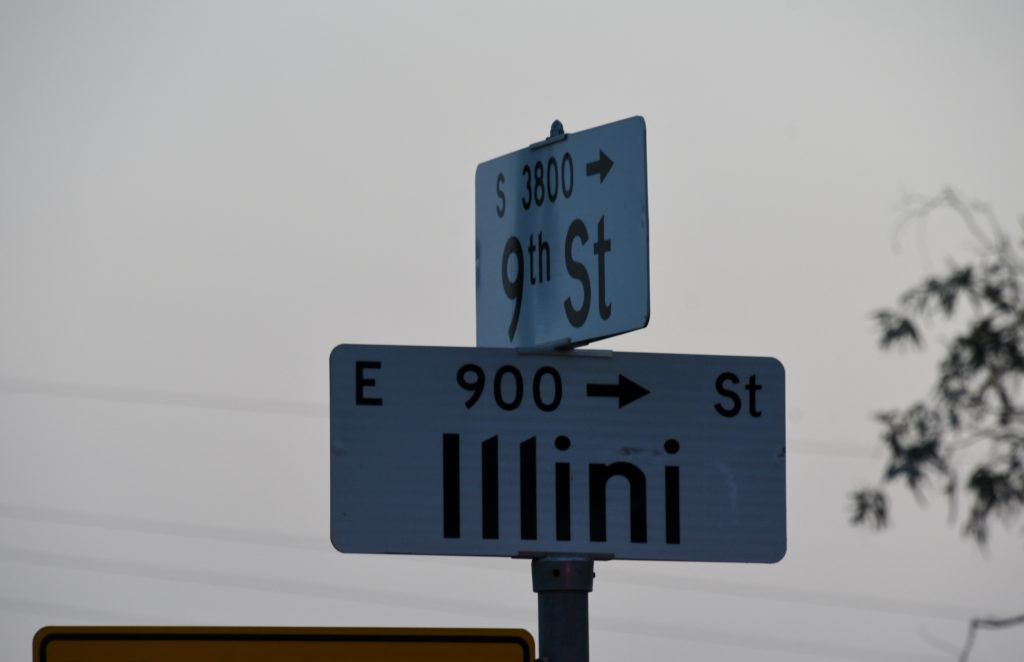 S 3800 →
9th St
E 900 → St
Illini